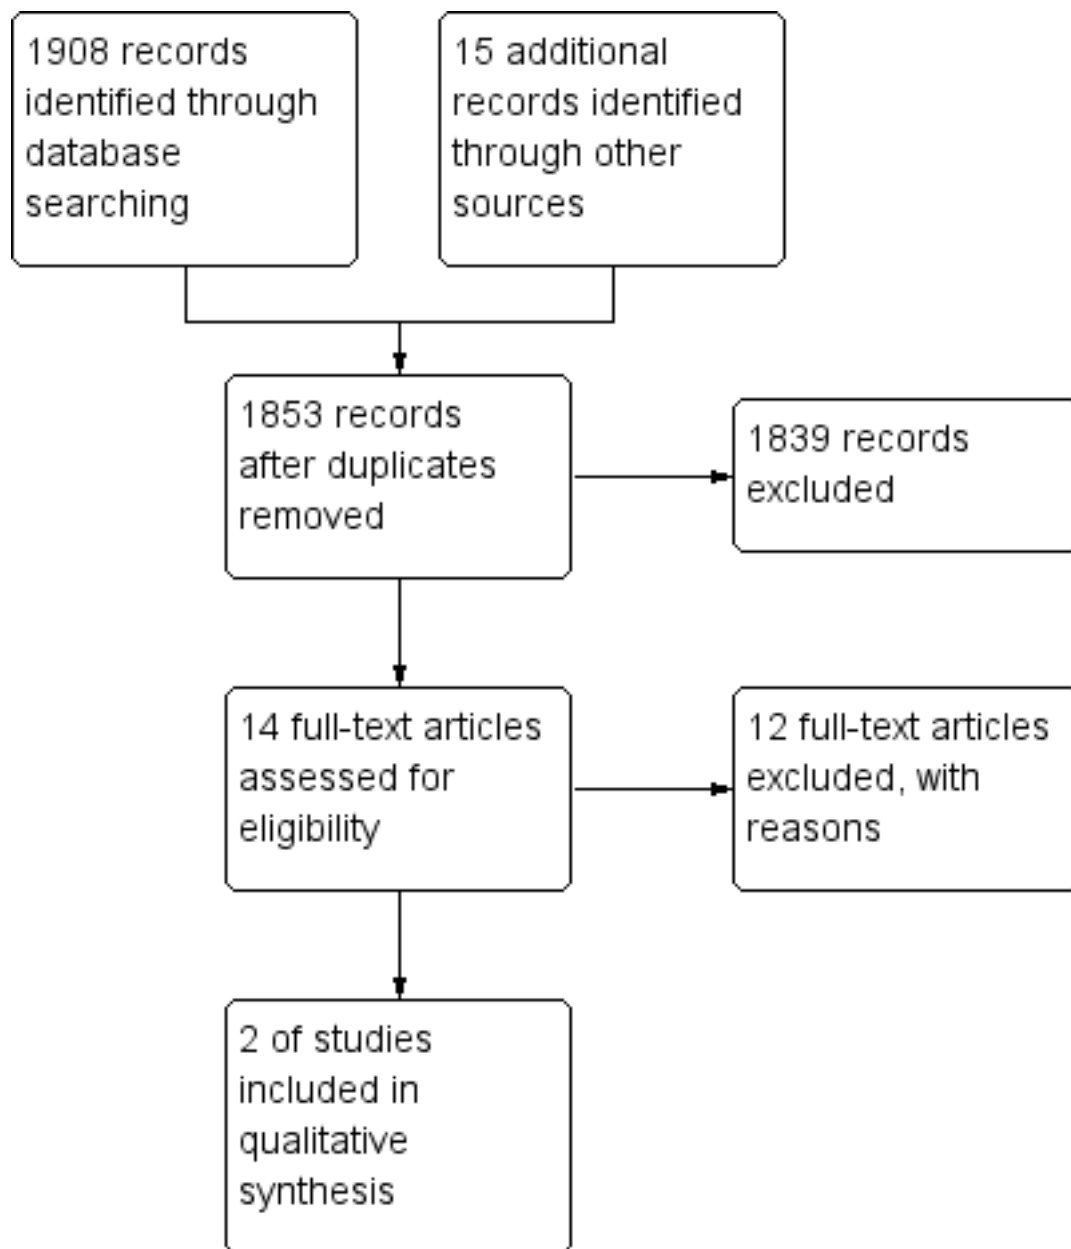 1908 records
identified through
database
searching
15 additional
records identified
through other
sources
1853 records
after duplicates
removed
1839 records
excluded
14 full-text articles
assessed for
eligibility
12 full-text articles
excluded, with
reasons
2 of studies
included in
qualitative
synthesis